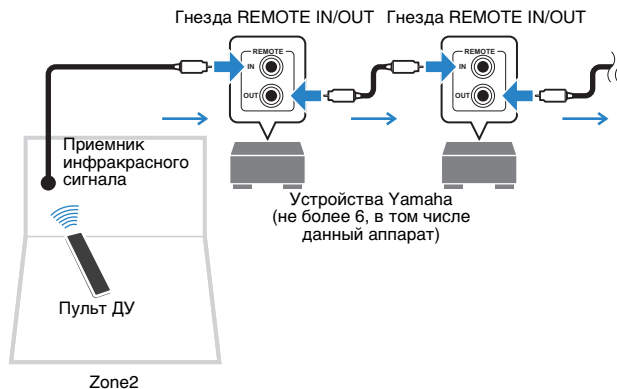 Гнезда REMOTE IN/OUT
Гнезда REMOTE IN/OUT
REMOTE
IN
OUT
REMOTE
IN
OUT
Приемник
инфракрасного
сигнала
Устройства Yamaha
(не более 6, в том числе
данный аппарат)
Пульт ДУ
Zone2